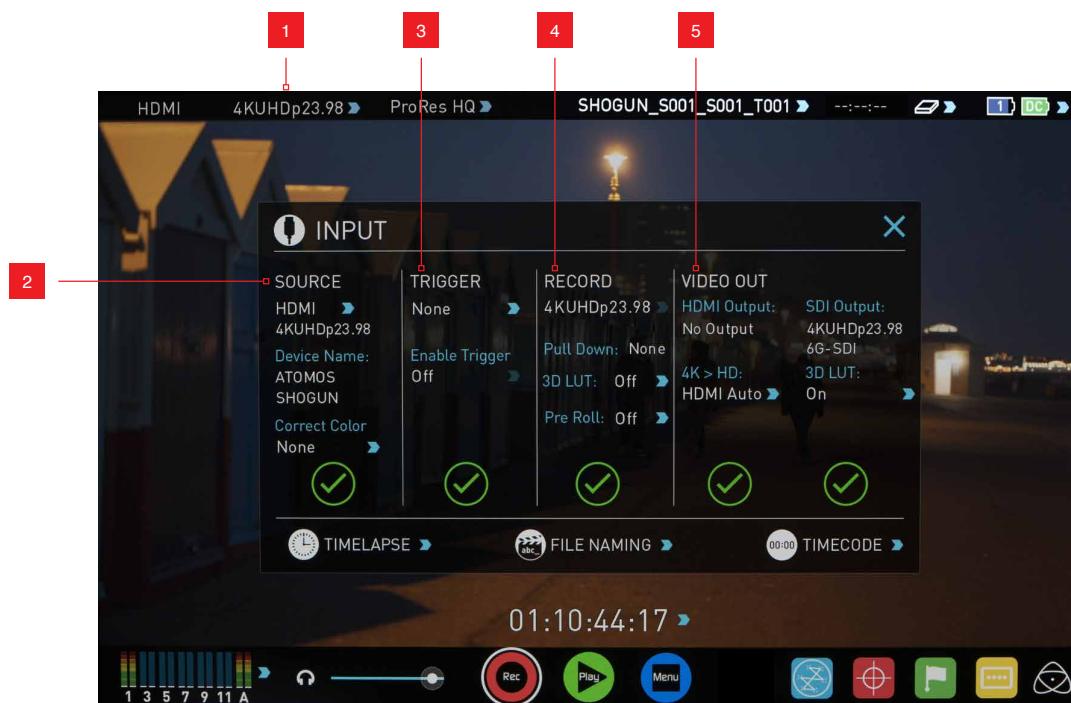 1
3
4
5
HDMI
4KUHDp23.98
ProRes HQ
SHOGUN_S001_S001_T001
--:--:--
1
DC
INPUT
2
SOURCE
HDMI
4KUHDp23.98
Device Name:
ATOMOS
SHOGUN
Correct Color
None
TRIGGER
None
Enable Trigger
Off
RECORD
4KUHDp23.98
Pull Down: None
3D LUT: Off
Pre Roll: Off
VIDEO OUT
HDMI Output:
No Output
4K > HD:
HDMI Auto
SDI Output:
4KUHDp23.98
6G-SDI
3D LUT:
On
TIMELAPSE
abc_
FILE NAMING
00:00
TIMECODE
01:10:44:17
1 3 5 7 9 11 A
Rec
Play
Menu